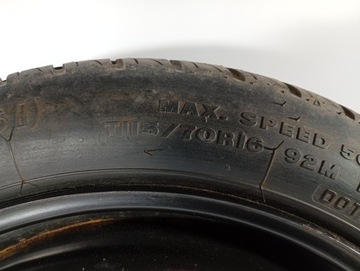 MAX. SPEED
T115/70R16 92M
DOT